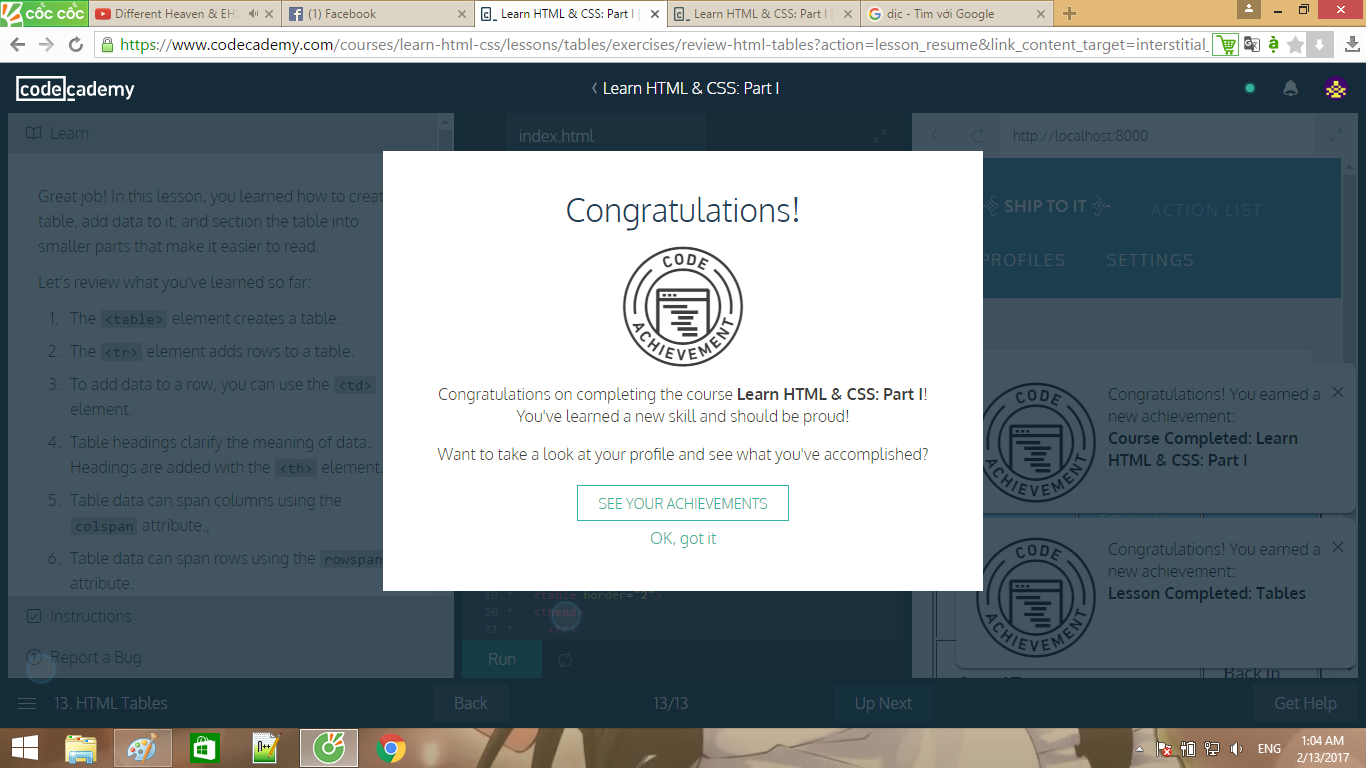 cốc cốc
Different Heaven & EH!
(1) Facebook
Learn HTML & CSS: Part I
Learn HTML & CSS: Part I
dịc - Tìm với Google
https://www.codecademy.com/courses/learn-html-css/lessons/tables/exercises/review-html-tables?action=lesson_resume&link_content_target=interstitial_
codecademy
Learn HTML & CSS: Part I
Learn
index.html
http://localhost:8000
Great job! In this lesson, you learned how to creat
table, add data to it, and section the table into
smaller parts that make it easier to read.
Let's review what you've learned so far:
1. The <table> element creates a table.
2. The <tr> element adds rows to a table.
3. To add data to a row, you can use the <td>
element.
4. Table headings clarify the meaning of data.
Headings are added with the <th> element.
5. Table data can span columns using the
colspan attribute.,
6. Table data can span rows using the rowspan
attribute.
Instructions
Report a Bug
Congratulations!
CODE
ACHIEVEMENT
Congratulations on completing the course Learn HTML & CSS: Part I!
You've learned a new skill and should be proud!
Want to take a look at your profile and see what you've accomplished?
SEE YOUR ACHIEVEMENTS
OK, got it
19 <table border="2">
20 <thead>
23 <tr>
Run
SHIP TO IT
ACTION LIST
PROFILES
SETTINGS
CODE
ACHIEVEMENT
Congratulations! You earned a
new achievement:
Course Completed: Learn
HTML & CSS: Part I
CODE
ACHIEVEMENT
Congratulations! You earned a
new achievement:
Lesson Completed: Tables
Back in
13. HTML Tables
Back
13/13
Up Next
Get Help
ENG
1:04 AM
2/13/2017